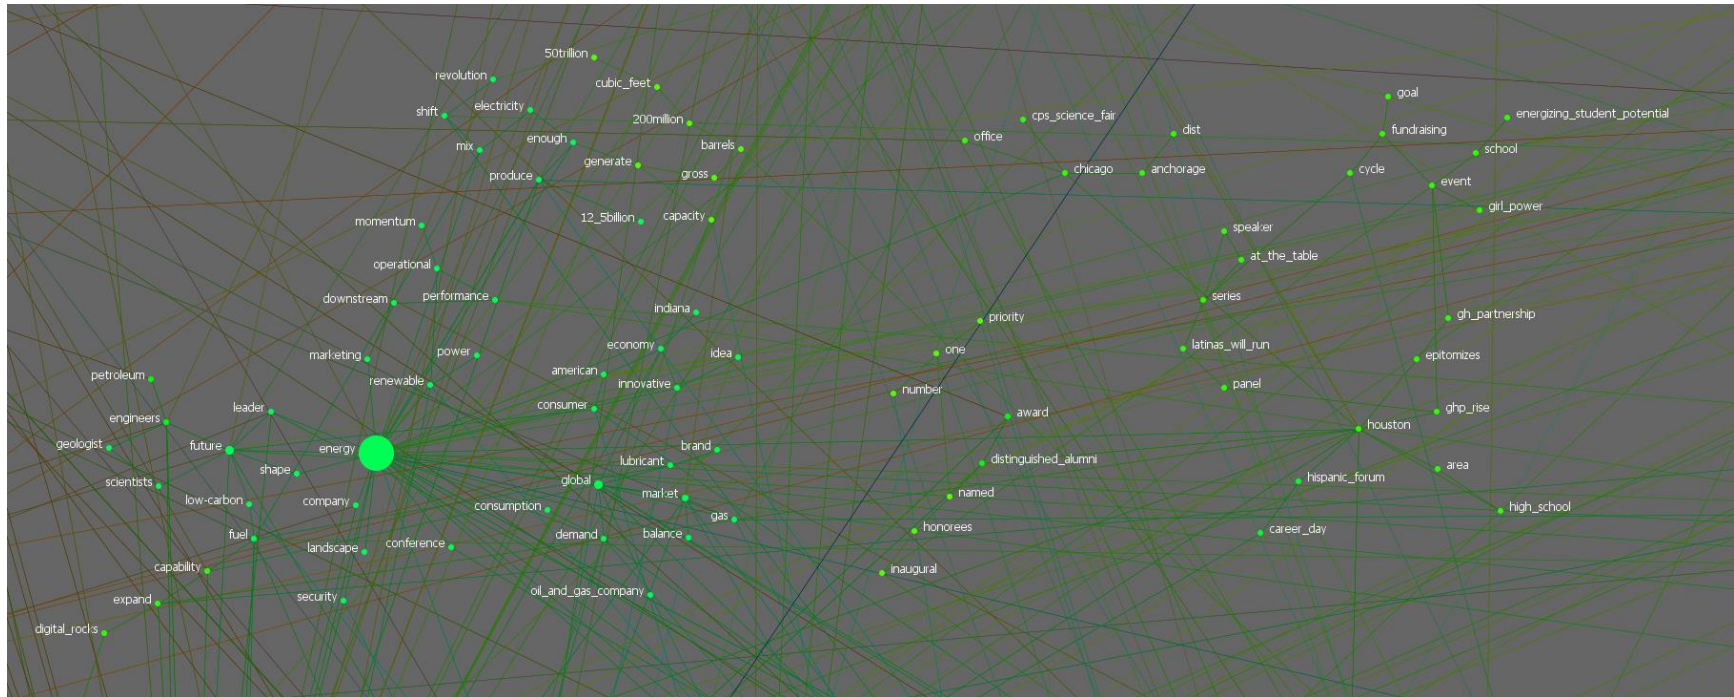 50trillion
revolution
cubic_feet
goal
electricity
shift
energizing_student_potential
200million
cps_science_fair
dist
fundraising
office
enough
mix
barrels
school
generate
produce
gross
chicago
anchorage
cycle
event
girl_power
momentum
12_5billion
capacity
speaker
at_the_table
operational
downstream
performance
series
indiana
priority
gh_partnership
marketing
power
economy
idea
one
latinas_will_run
epitomizes
petroleum
renewable
american
innovative
number
panel
leader
consumer
award
ghp_rise
engineers
houston
geologist
future
energy
brand
shape
lubricant
distinguished_alumni
area
scientists
global
hispanic_forum
low-carbon
company
consumption
market
named
high_school
gas
fuel
landscape
conference
demand
balance
honorees
career_day
capability
inaugural
expand
security
oil_and_gas_company
digital_rocks